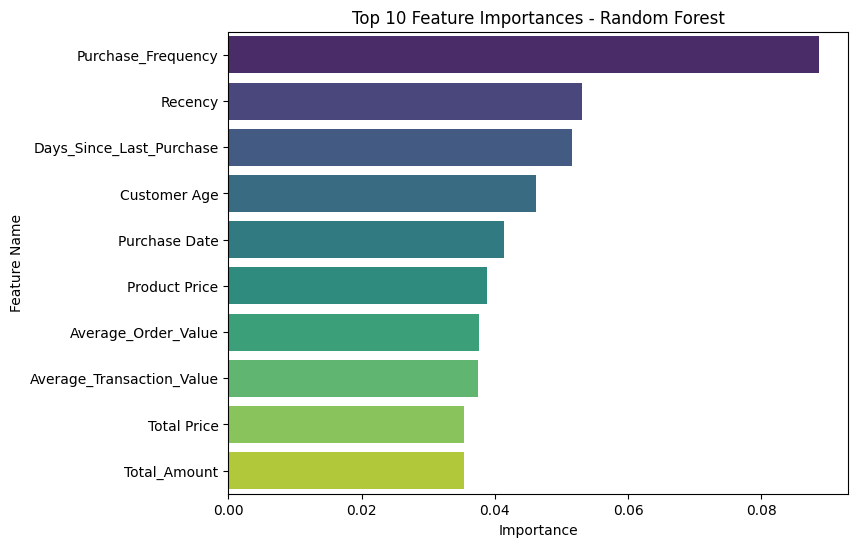 Top 10 Feature Importances - Random Forest
Feature Name
Purchase_Frequency
Recency
Days_Since_Last_Purchase
Customer Age
Purchase Date
Product Price
Average_Order_Value
Average_Transaction_Value
Total Price
Total_Amount
0.00 0.02 0.04 0.06 0.08
Importance